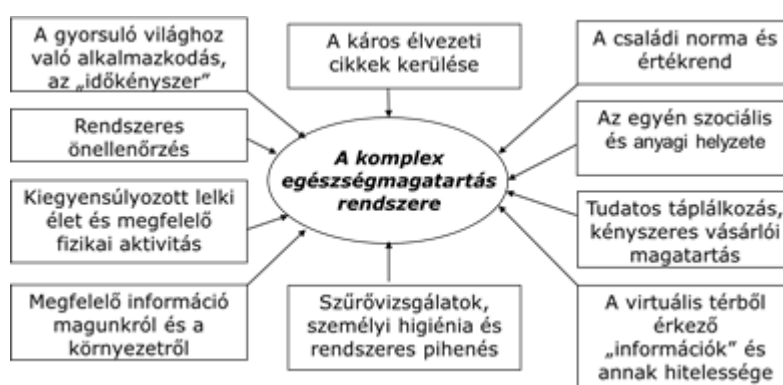 A gyorsuló világhoz
való alkalmazkodás,
az „időkényszer”
A káros élvezeti
cikkek kerülése
A családi norma és
értékrend
Rendszeres
önellenőrzés
A komplex
egészségmagatartás
rendszere
Az egyén szociális
és anyagi helyzete
Kiegyensúlyozott lelki
élet és megfelelő
fizikai aktivitás
Tudatos táplálkozás,
kényszeres vásárlói
magatartás
Megfelelő információ
magunkról és a
környezetről
Szűrővizsgálatok,
személyi higiénia és
rendszeres pihenés
A virtuális térből
érkező
„információk” és
annak hitelessége